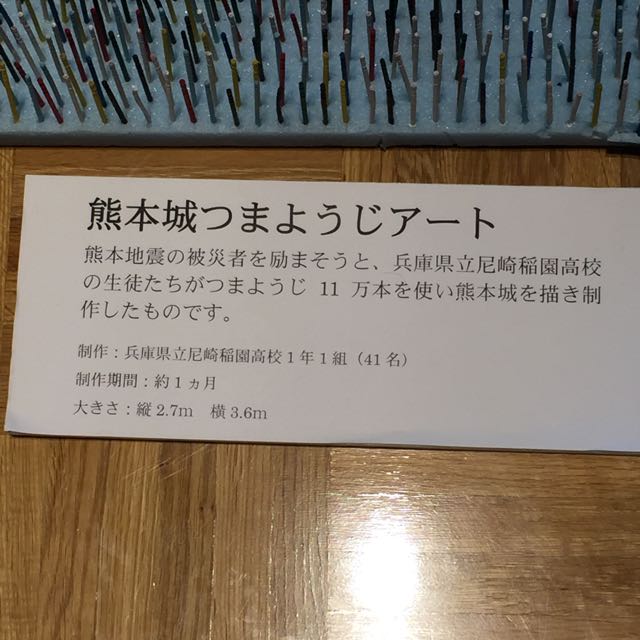 熊本城つまようじアート
熊本地震の被災者を励まそうと、兵庫県立尼崎稲園高校
の生徒たちがつまようじ 11 万本を使い熊本城を描き制
作したものです。
制作：兵庫県立尼崎稲園高校1年1組（41名）
制作期間：約1ヵ月
大きさ：縦2.7m　横3.6m